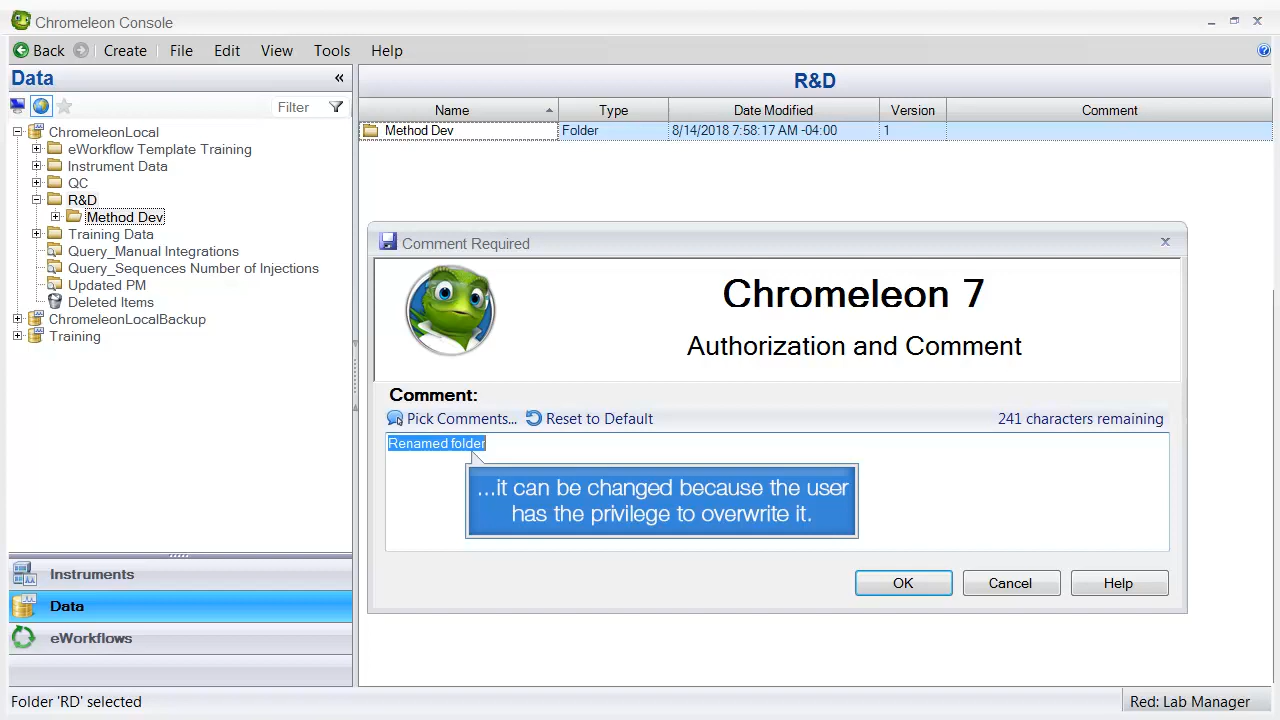 Chromeleon Console
Back Create File Edit View Tools Help
Data
«
R&D
Filter
Name Type Date Modified Version Comment
Method Dev Folder 8/14/2018 7:58:17 AM -04:00 1
ChromeleonLocal
eWorkflow Template Training
Instrument Data
QC
R&D
Method Dev
Training Data
Query_Manual Integrations
Query_Sequences Number of Injections
Updated PM
Deleted Items
ChromeleonLocalBackup
Training
Comment Required
Chromeleon 7
Authorization and Comment
Comment:
Pick Comments... Reset to Default 241 characters remaining
Renamed folder
...it can be changed because the user
has the privilege to overwrite it.
OK Cancel Help
Instruments
Data
eWorkflows
Folder 'RD' selected Red: Lab Manager